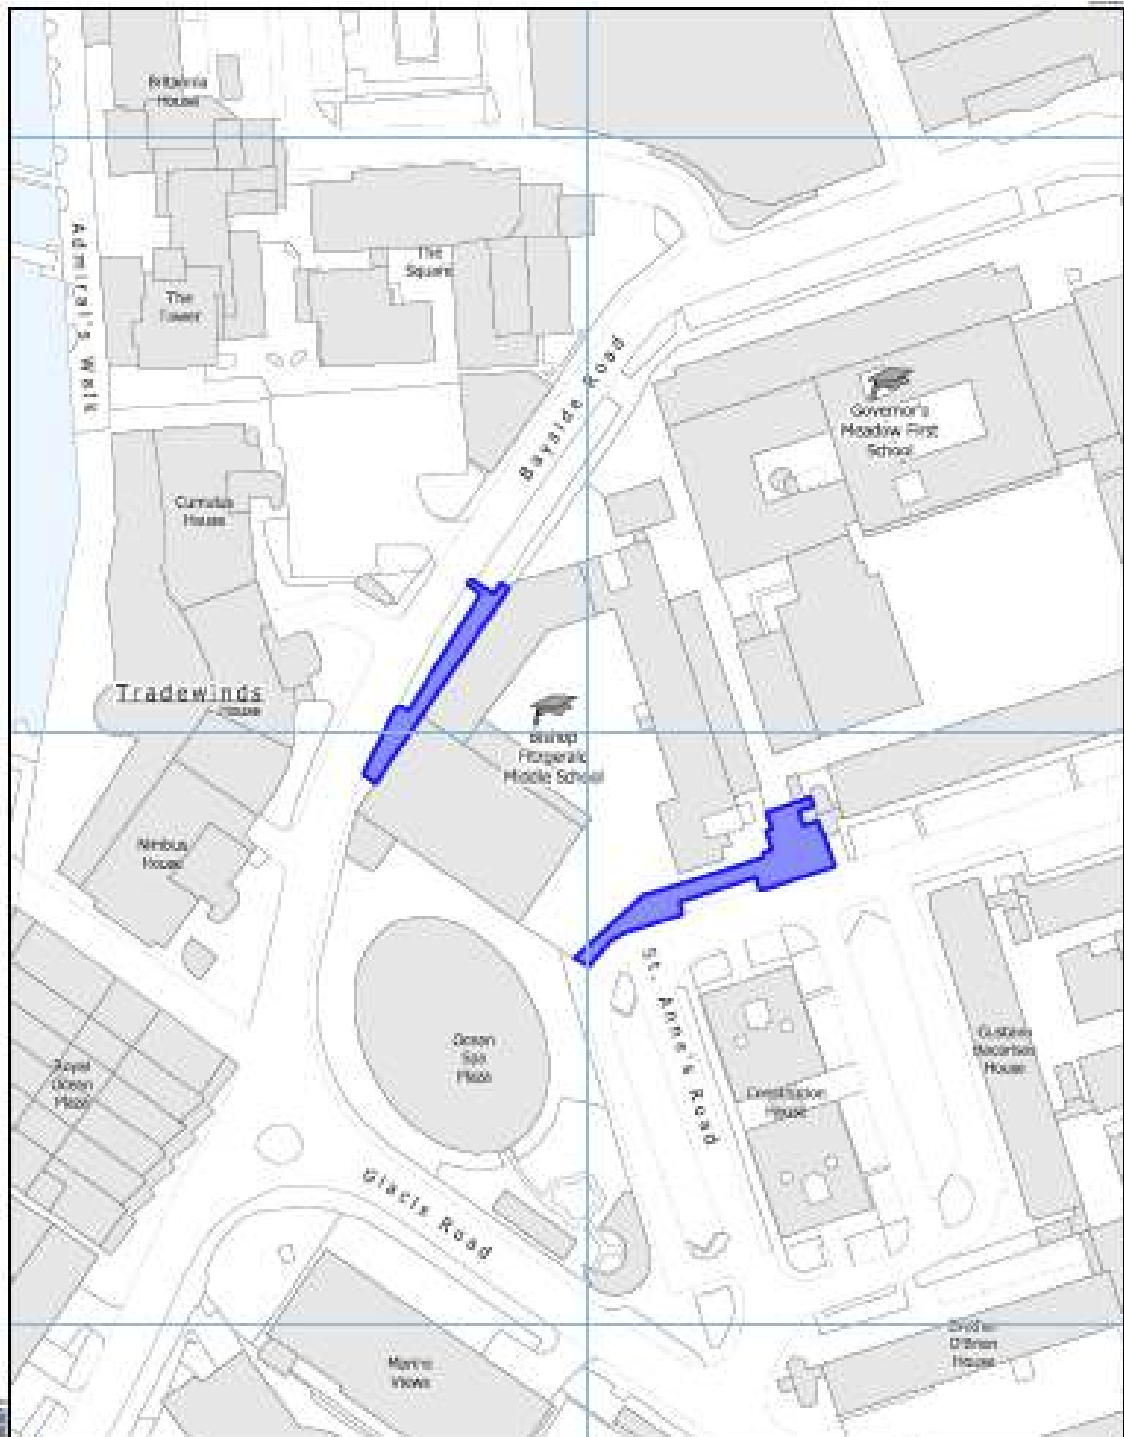 Britannia
House
The
Square
The
Tower
Admiral's Walk
Bayside Road
Governor's
Meadow First
School
Cumulus
House
Tradewinds
House
Bishop
Fitzgerald
Middle School
Nimbus
House
St. Anne's Road
Ocean
Spa
Plaza
Gustavo
Bacarisas
House
Royal
Ocean
Plaza
Constitution
House
Glacis Road
O'Brien
House
Views